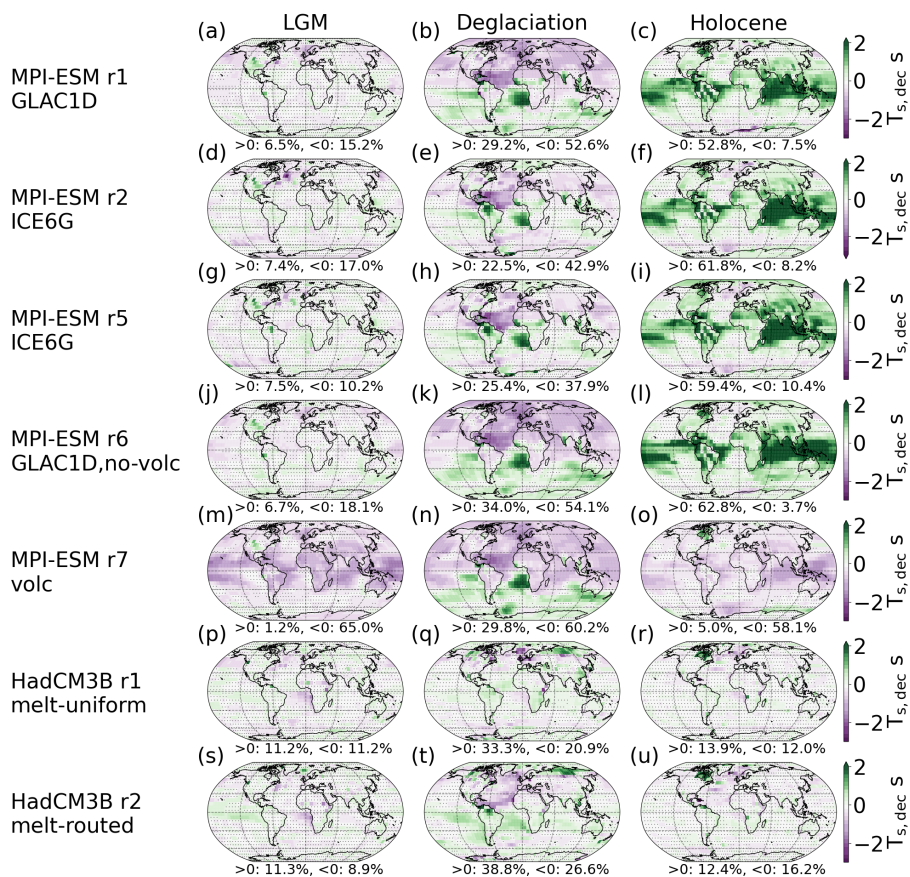 LGM Deglaciation Holocene
(a) (b) (c)
MPI-ESM r1
GLAC1D
2
0
−2
T_s, dec s
>0: 6.5%, <0: 15.2% >0: 29.2%, <0: 52.6% >0: 52.8%, <0: 7.5%
(d) (e) (f)
MPI-ESM r2
ICE6G
2
0
−2
T_s, dec s
>0: 7.4%, <0: 17.0% >0: 22.5%, <0: 42.9% >0: 61.8%, <0: 8.2%
(g) (h) (i)
MPI-ESM r5
ICE6G
2
0
−2
T_s, dec s
>0: 7.5%, <0: 10.2% >0: 25.4%, <0: 37.9% >0: 59.4%, <0: 10.4%
(j) (k) (l)
MPI-ESM r6
GLAC1D,no-volc
2
0
−2
T_s, dec s
>0: 6.7%, <0: 18.1% >0: 34.0%, <0: 54.1% >0: 62.8%, <0: 3.7%
(m) (n) (o)
MPI-ESM r7
volc
2
0
−2
T_s, dec s
>0: 1.2%, <0: 65.0% >0: 29.8%, <0: 60.2% >0: 5.0%, <0: 58.1%
(p) (q) (r)
HadCM3B r1
melt-uniform
2
0
−2
T_s, dec s
>0: 11.2%, <0: 11.2% >0: 33.3%, <0: 20.9% >0: 13.9%, <0: 12.0%
(s) (t) (u)
HadCM3B r2
melt-routed
2
0
−2
T_s, dec s
>0: 11.3%, <0: 8.9% >0: 38.8%, <0: 26.6% >0: 12.4%, <0: 16.2%